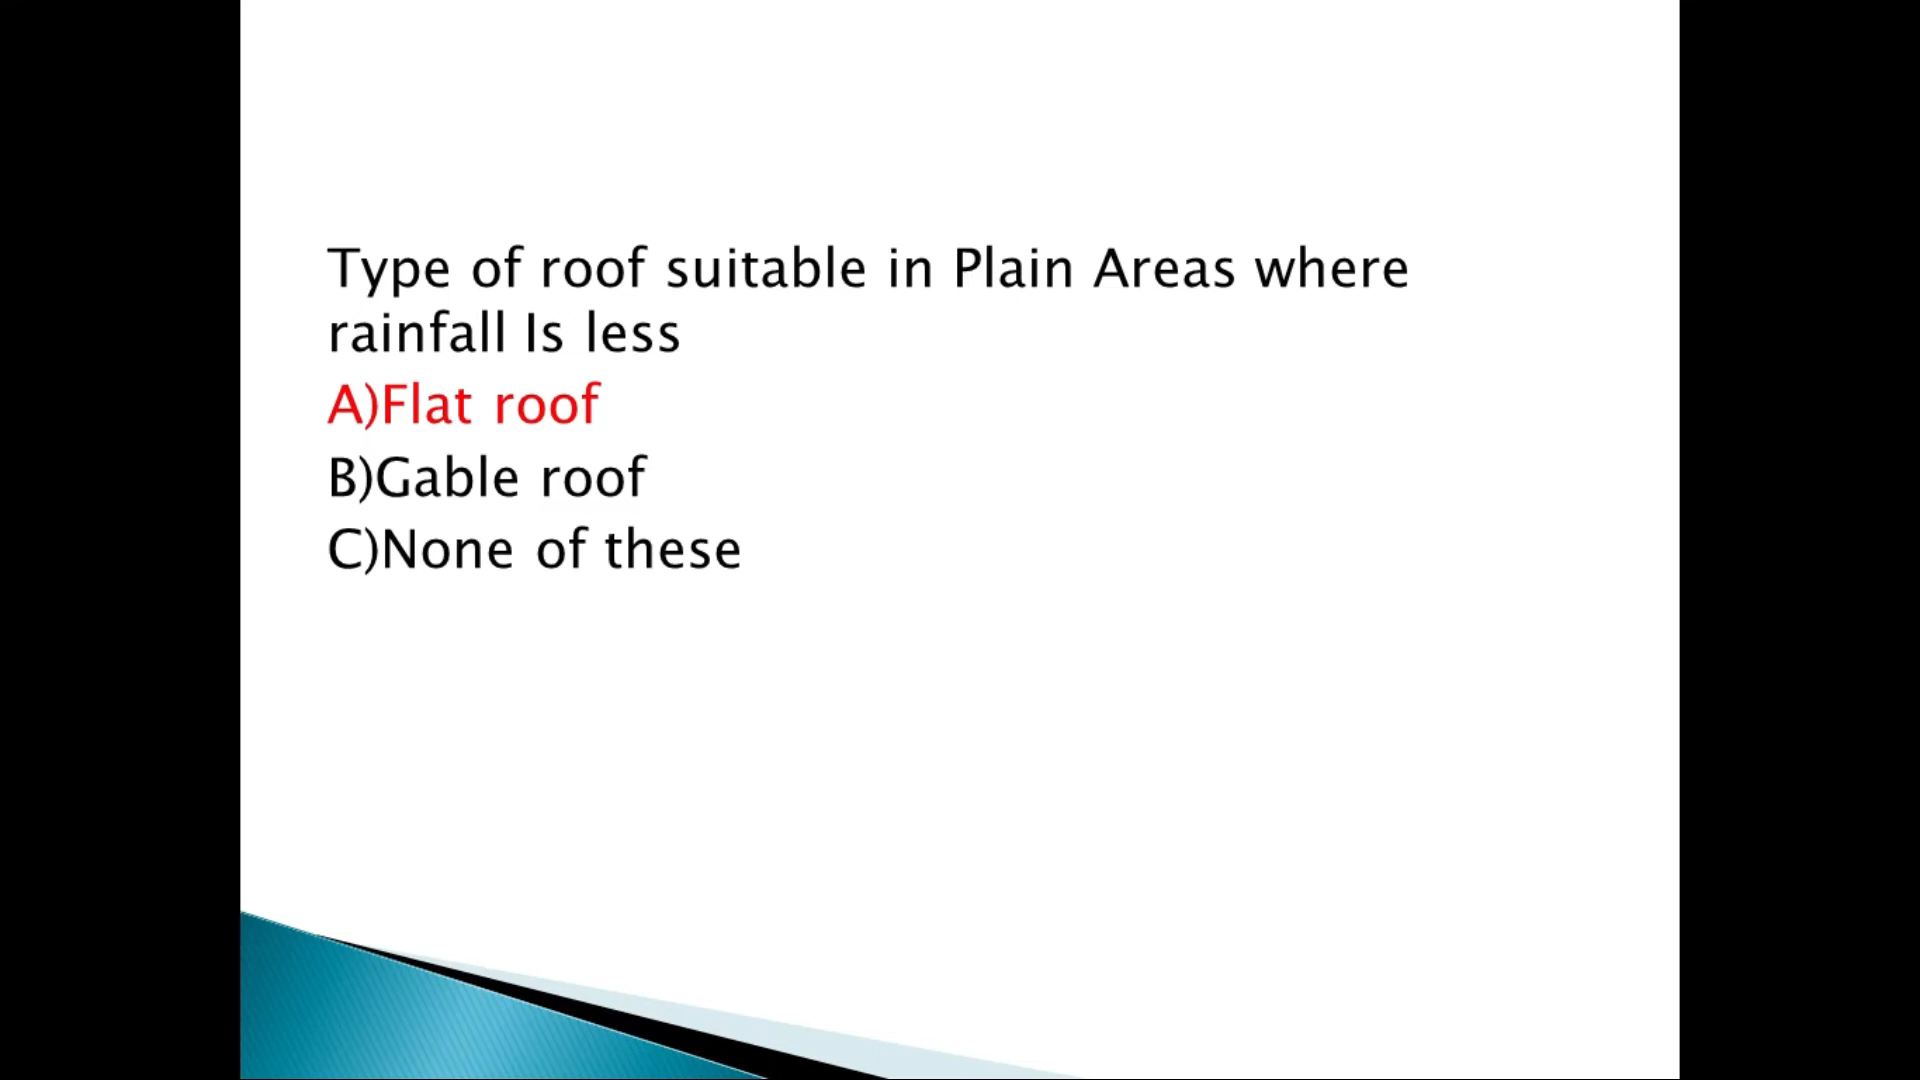 Type of roof suitable in Plain Areas where
rainfall Is less
A)Flat roof
B)Gable roof
C)None of these